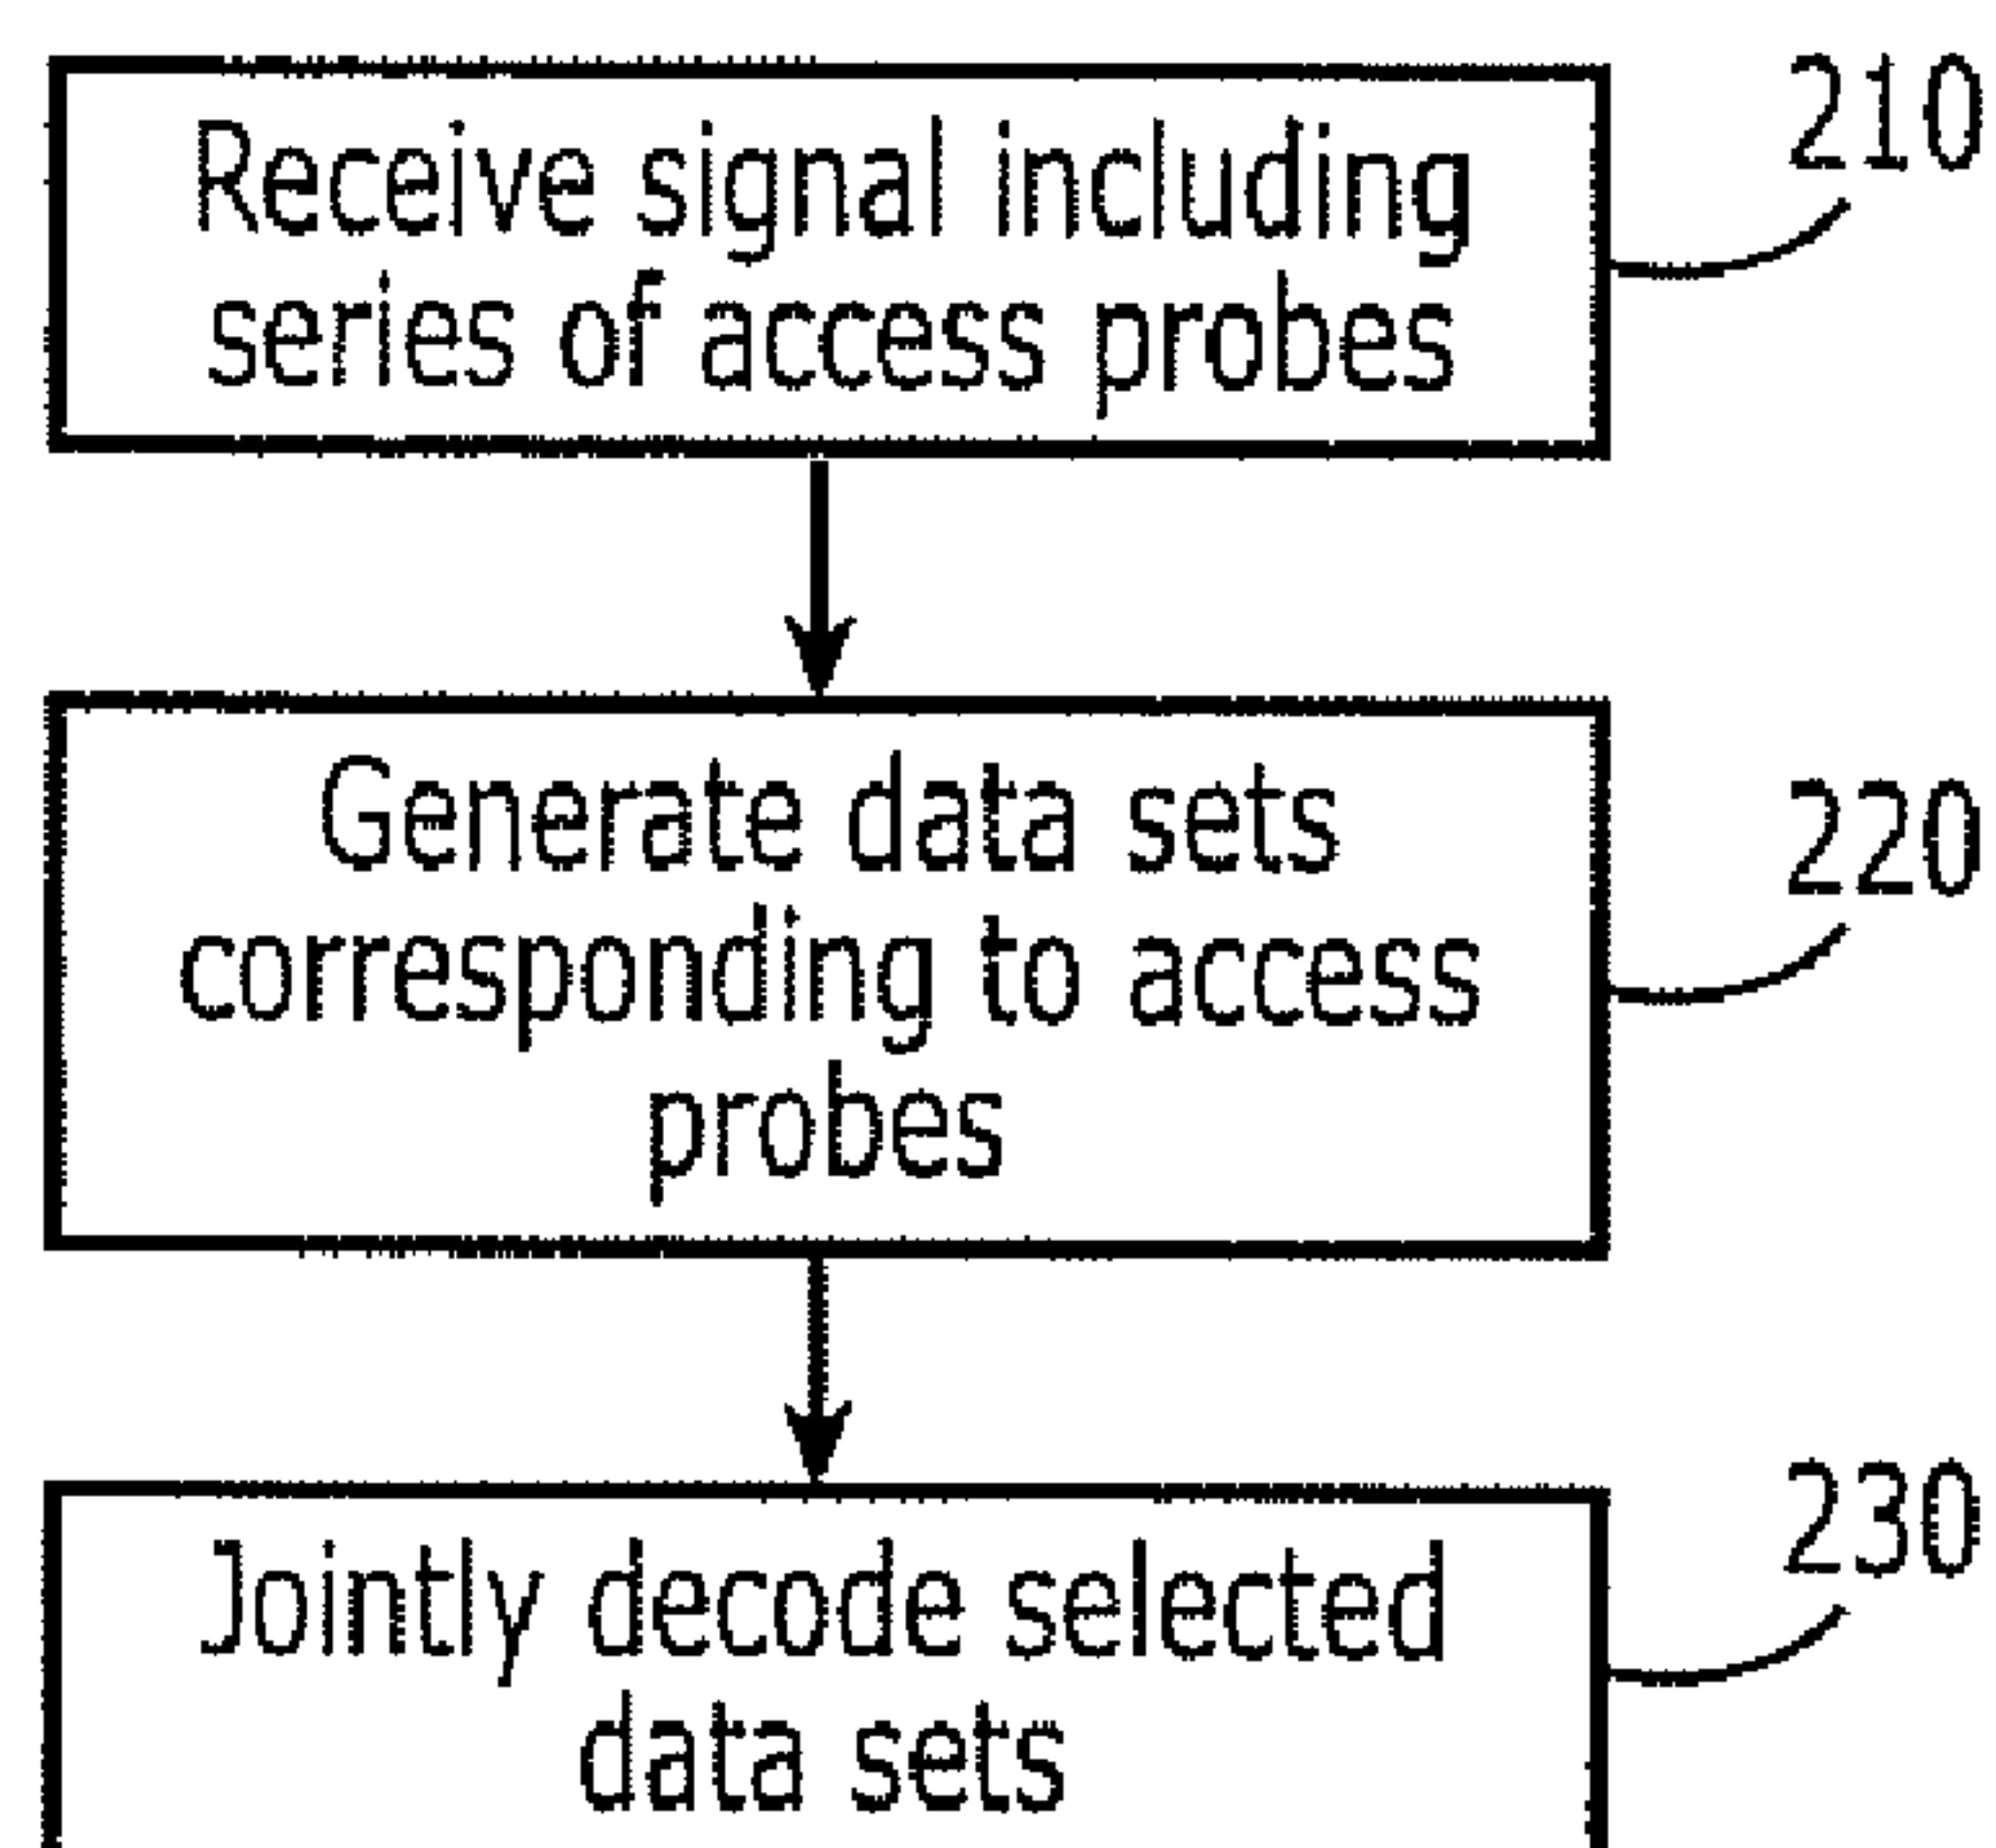 210
Receive signal including
series of access probes
220
Generate data sets
corresponding to access
probes
230
Jointly decode selected
data sets